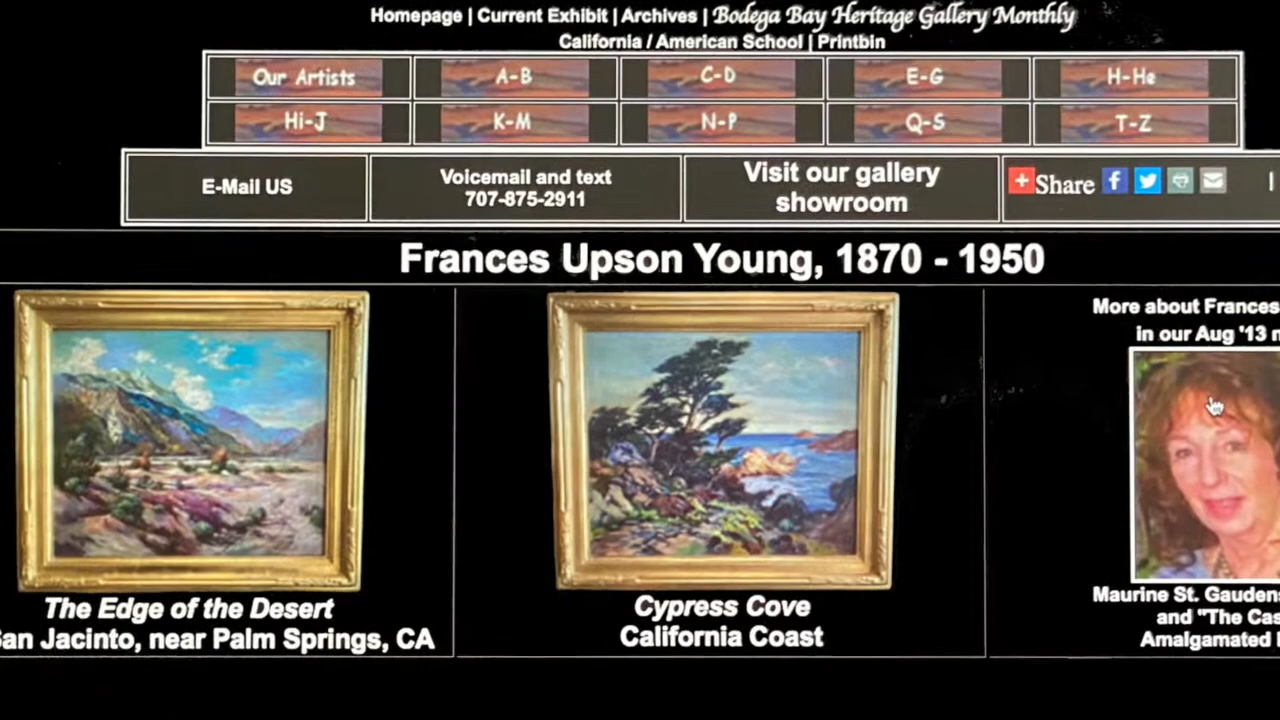 Homepage | Current Exhibit | Archives | Bodega Bay Heritage Gallery Monthly
California / American School | Printbin
Our Artists A-B C-D E-G H-He
Hi-J K-M N-P Q-S T-Z
E-Mail US
Voicemail and text
707-875-2911
Visit our gallery
showroom
Share
Frances Upson Young, 1870 - 1950
The Edge of the Desert
San Jacinto, near Palm Springs, CA
Cypress Cove
California Coast
More about Frances
in our Aug '13
Maurine St. Gaudens
and "The
Amalgamated